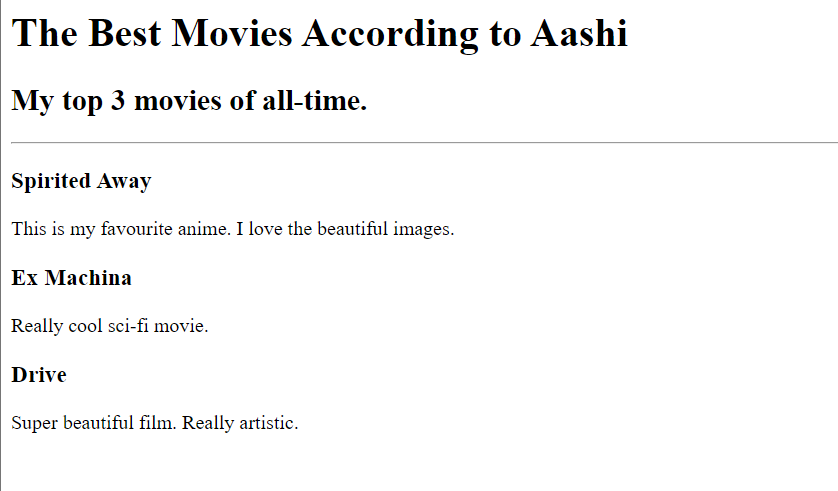 The Best Movies According to Aashi
My top 3 movies of all-time.
Spirited Away
This is my favourite anime. I love the beautiful images.
Ex Machina
Really cool sci-fi movie.
Drive
Super beautiful film. Really artistic.